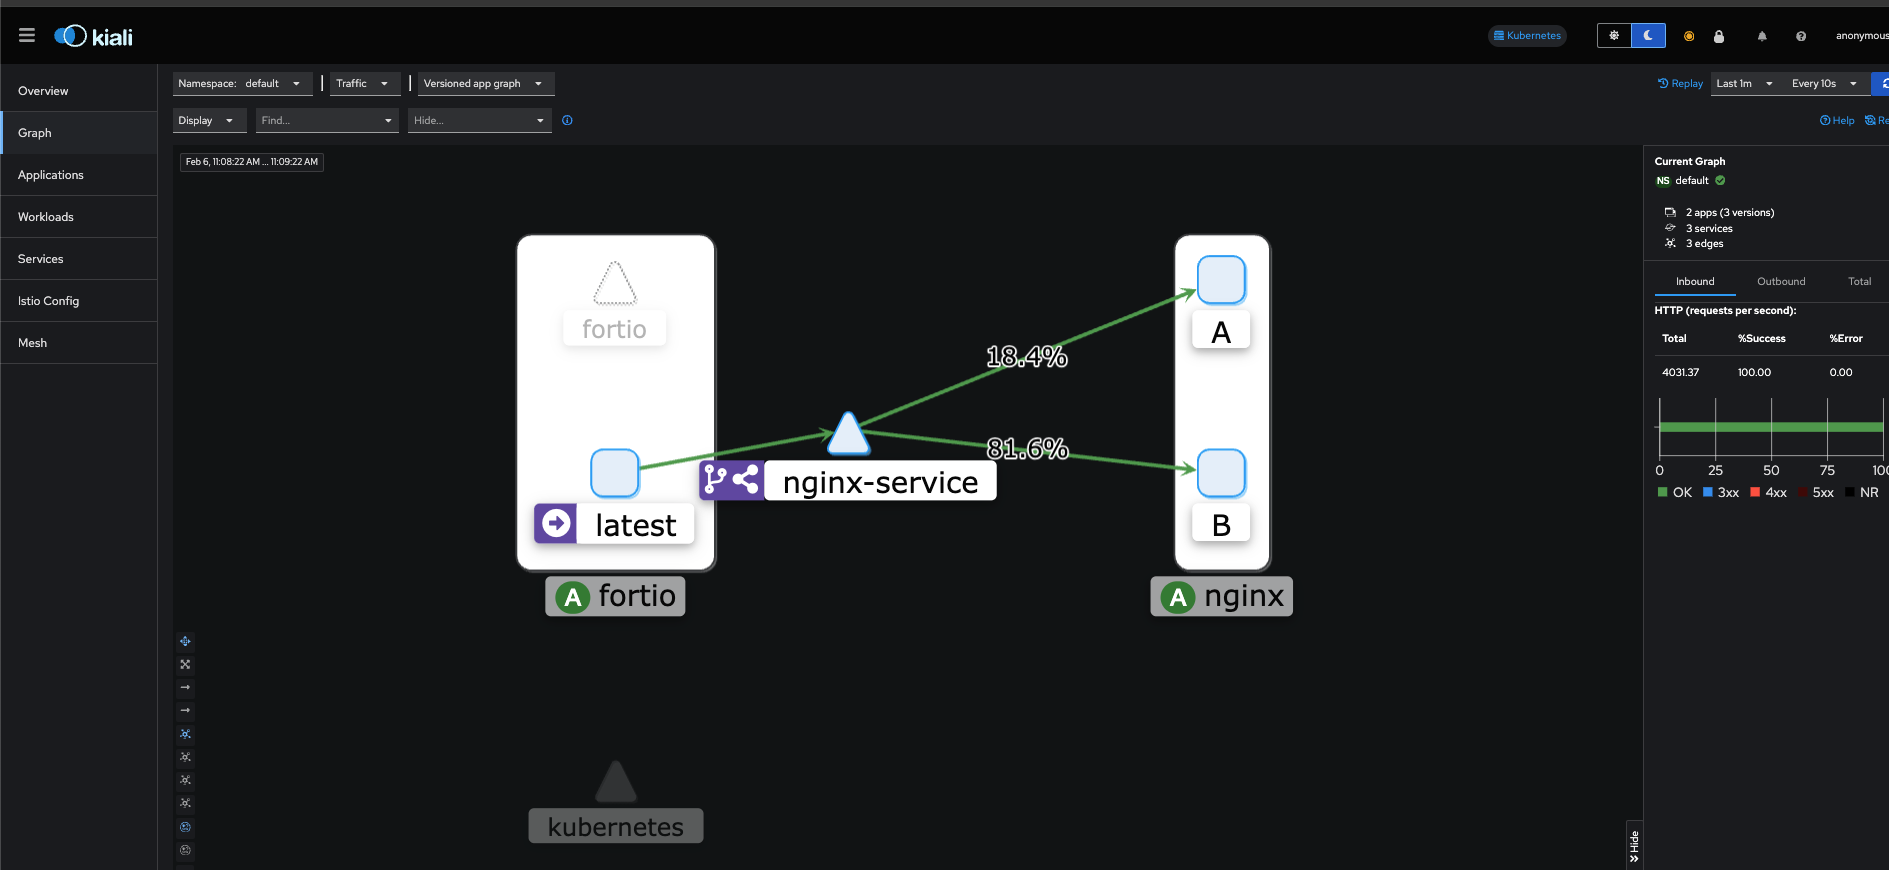 kiali
Kubernetes
anonymous
Overview
Graph
Applications
Workloads
Services
Istio Config
Mesh
Namespace: default
Traffic
Versioned app graph
Replay
Last 1m
Every 10s
Display
Find...
Hide...
Help
Re
Feb 6, 11:08:22 AM ... 11:09:22 AM
fortio
latest
A fortio
nginx-service
18.4%
81.6%
A
B
A nginx
kubernetes
Hide
Current Graph
NS default
2 apps (3 versions)
3 services
3 edges
Inbound Outbound Total
HTTP (requests per second):
Total %Success %Error
4031.37 100.00 0.00
0 25 50 75 100
OK 3xx 4xx 5xx NR